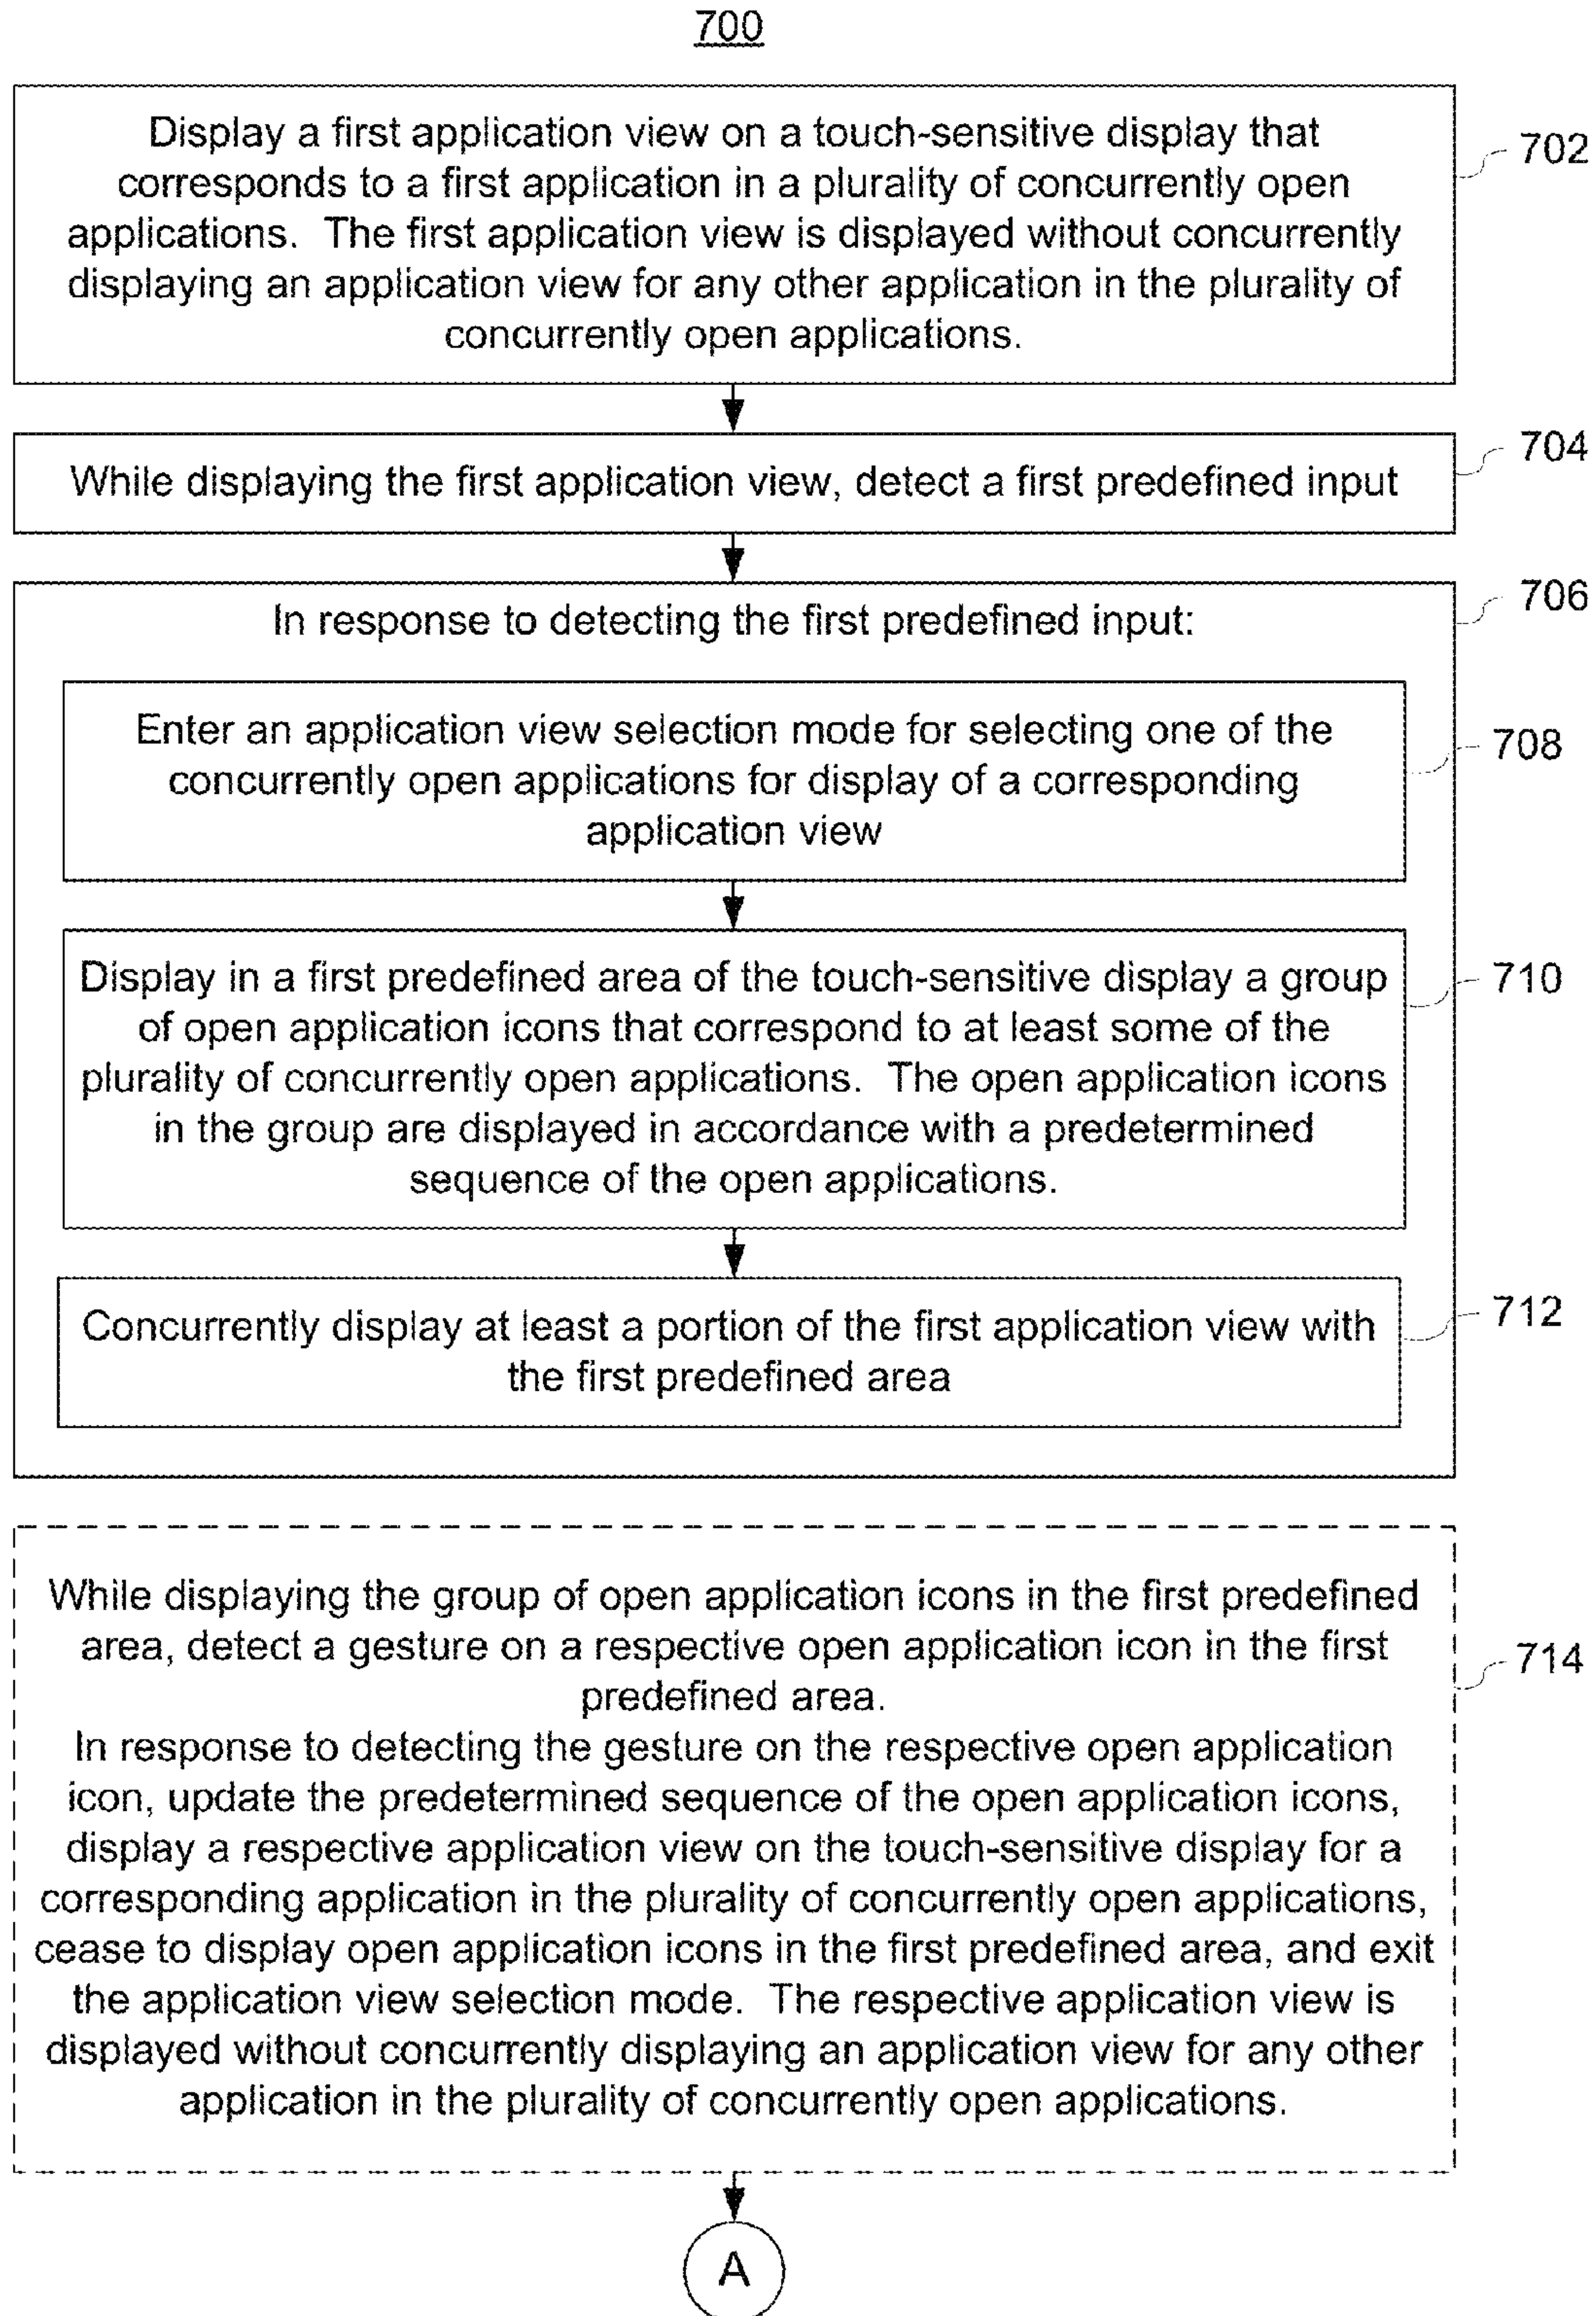 700
Display a first application view on a touch-sensitive display that
corresponds to a first application in a plurality of concurrently open
applications. The first application view is displayed without concurrently
displaying an application view for any other application in the plurality of
concurrently open applications.
702
While displaying the first application view, detect a first predefined input
704
In response to detecting the first predefined input:
706
Enter an application view selection mode for selecting one of the
concurrently open applications for display of a corresponding
application view
708
Display in a first predefined area of the touch-sensitive display a group
of open application icons that correspond to at least some of the
plurality of concurrently open applications. The open application icons
in the group are displayed in accordance with a predetermined
sequence of the open applications.
710
Concurrently display at least a portion of the first application view with
the first predefined area
712
While displaying the group of open application icons in the first predefined
area, detect a gesture on a respective open application icon in the first
predefined area.
In response to detecting the gesture on the respective open application
icon, update the predetermined sequence of the open application icons,
display a respective application view on the touch-sensitive display for a
corresponding application in the plurality of concurrently open applications,
cease to display open application icons in the first predefined area, and exit
the application view selection mode. The respective application view is
displayed without concurrently displaying an application view for any other
application in the plurality of concurrently open applications.
714
A